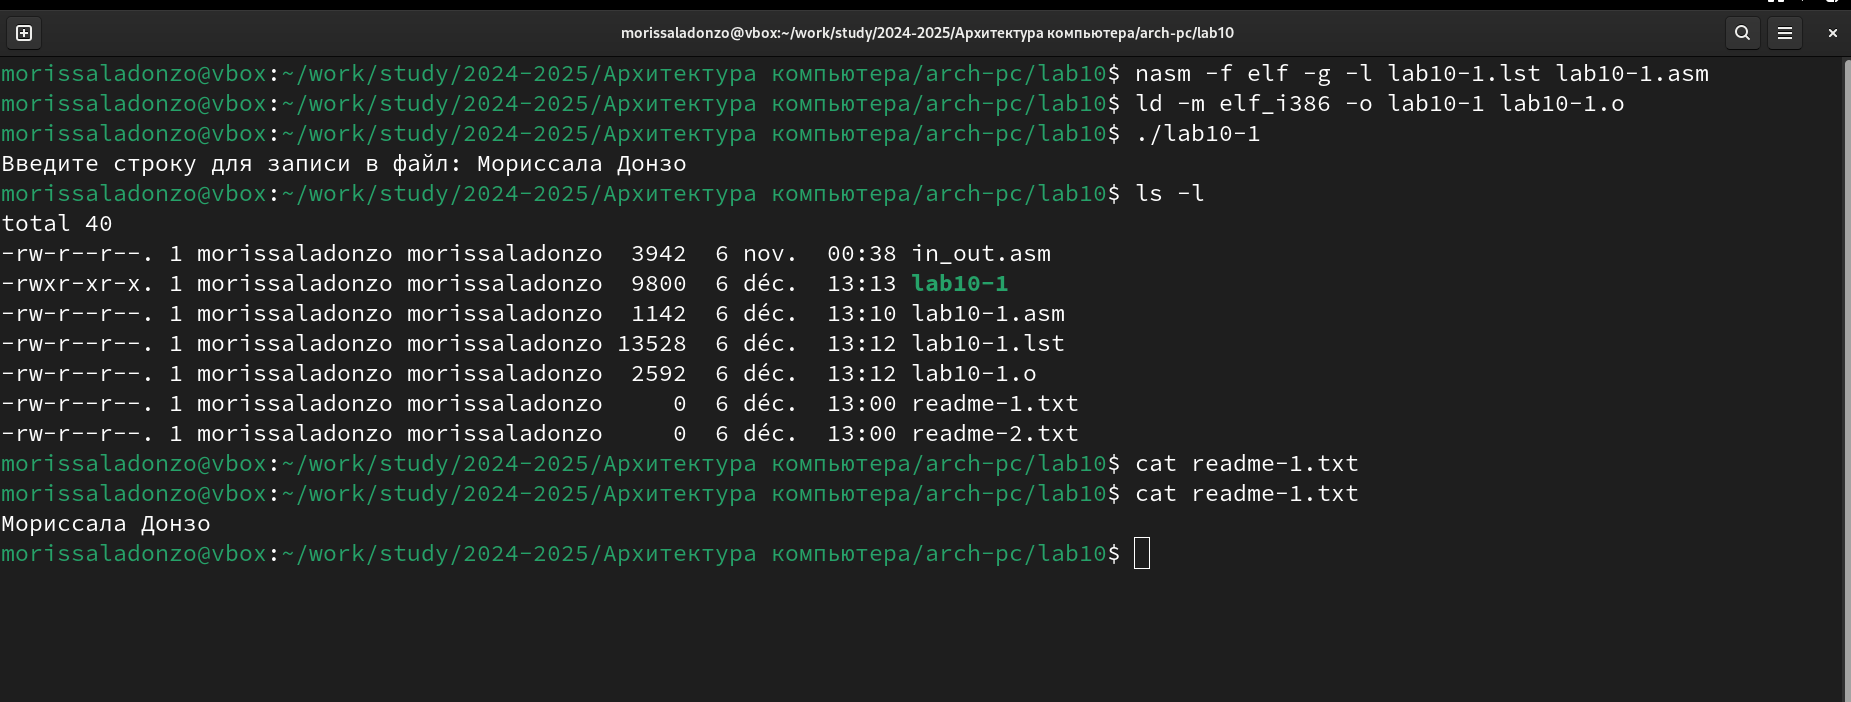 morissaladonzo@vbox:~/work/study/2024-2025/Архитектура компьютера/arch-pc/lab10
morissaladonzo@vbox:~/work/study/2024-2025/Архитектура компьютера/arch-pc/lab10$ nasm -f elf -g -l lab10-1.lst lab10-1.asm
morissaladonzo@vbox:~/work/study/2024-2025/Архитектура компьютера/arch-pc/lab10$ ld -m elf_i386 -o lab10-1 lab10-1.o
morissaladonzo@vbox:~/work/study/2024-2025/Архитектура компьютера/arch-pc/lab10$ ./lab10-1
Введите строку для записи в файл: Мориссала Донзо
morissaladonzo@vbox:~/work/study/2024-2025/Архитектура компьютера/arch-pc/lab10$ ls -l
total 40
-rw-r--r--. 1 morissaladonzo morissaladonzo  3942  6 nov.  00:38 in_out.asm
-rwxr-xr-x. 1 morissaladonzo morissaladonzo  9800  6 déc.  13:13 lab10-1
-rw-r--r--. 1 morissaladonzo morissaladonzo  1142  6 déc.  13:10 lab10-1.asm
-rw-r--r--. 1 morissaladonzo morissaladonzo 13528  6 déc.  13:12 lab10-1.lst
-rw-r--r--. 1 morissaladonzo morissaladonzo  2592  6 déc.  13:12 lab10-1.o
-rw-r--r--. 1 morissaladonzo morissaladonzo     0  6 déc.  13:00 readme-1.txt
-rw-r--r--. 1 morissaladonzo morissaladonzo     0  6 déc.  13:00 readme-2.txt
morissaladonzo@vbox:~/work/study/2024-2025/Архитектура компьютера/arch-pc/lab10$ cat readme-1.txt
morissaladonzo@vbox:~/work/study/2024-2025/Архитектура компьютера/arch-pc/lab10$ cat readme-1.txt
Мориссала Донзо
morissaladonzo@vbox:~/work/study/2024-2025/Архитектура компьютера/arch-pc/lab10$